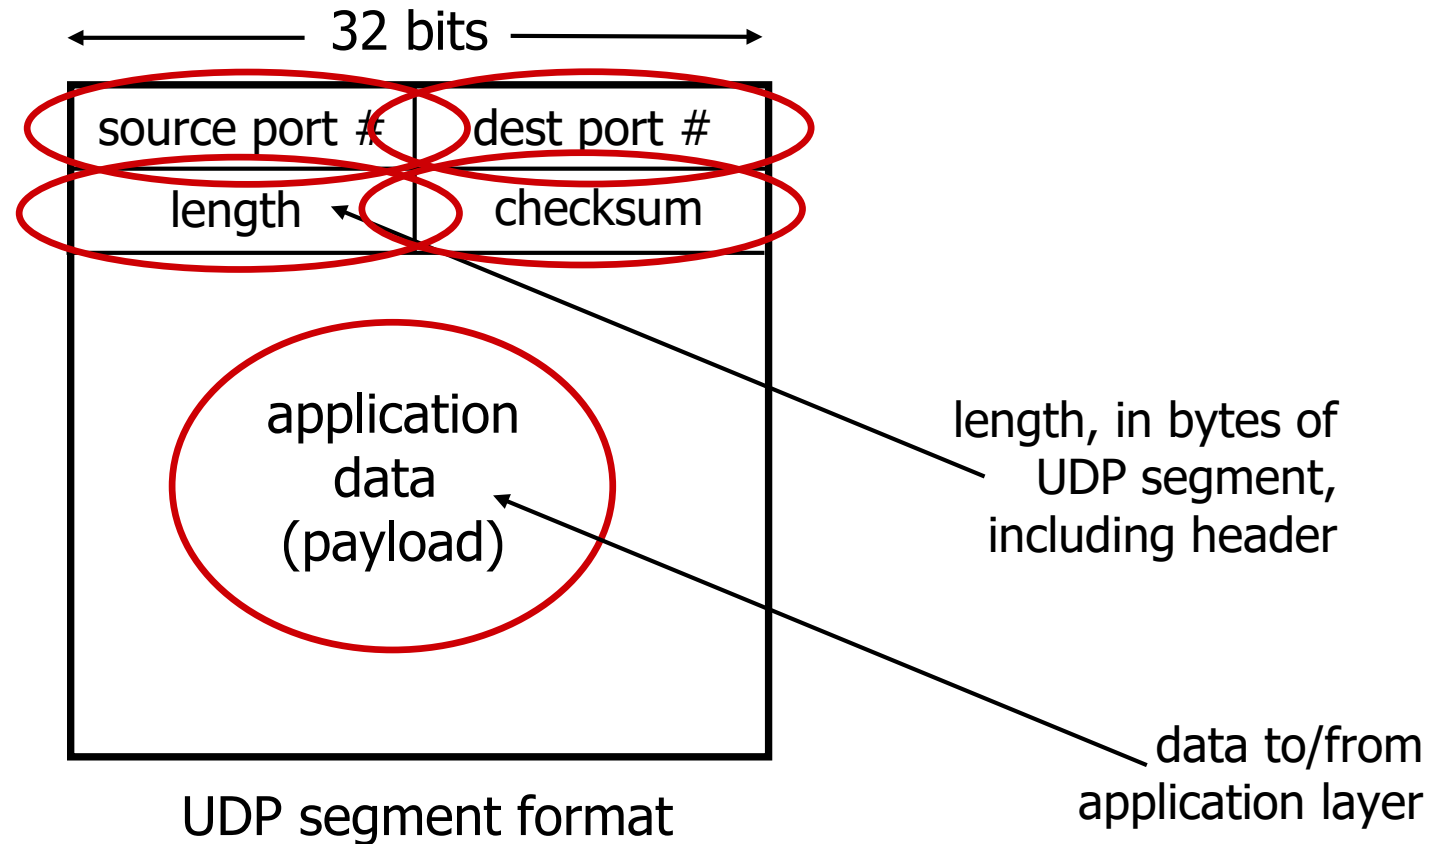 32 bits
source port # dest port #
length checksum
application
data
(payload)
length, in bytes of
UDP segment,
including header
data to/from
application layer
UDP segment format